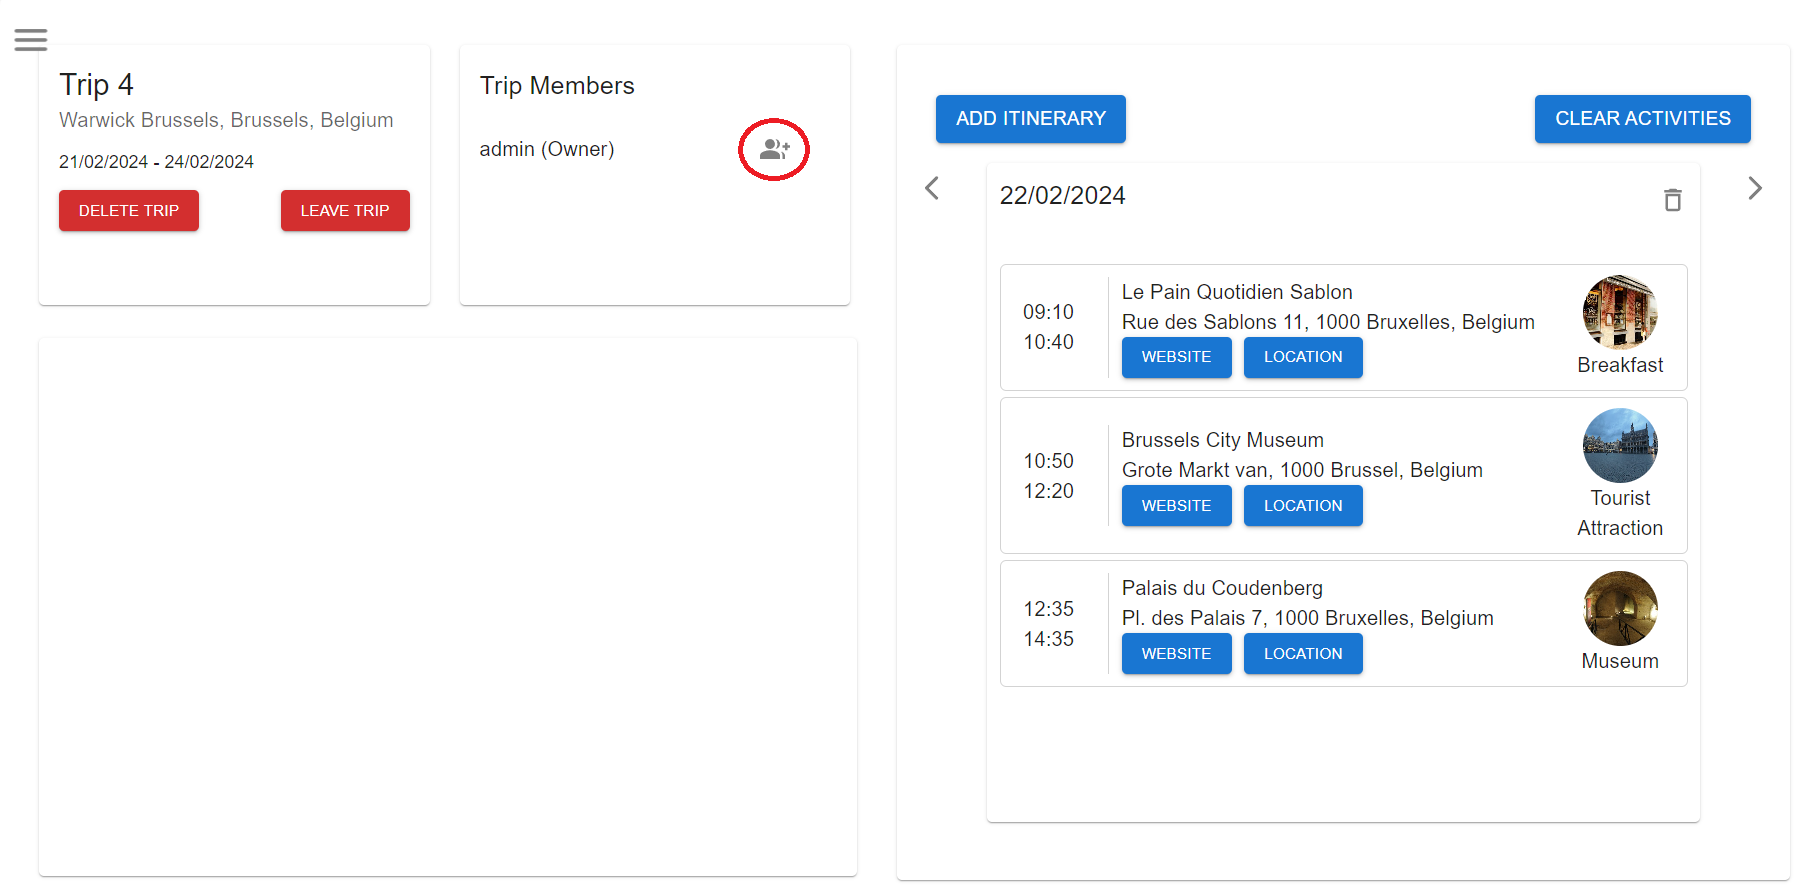 Trip 4
Warwick Brussels, Brussels, Belgium
21/02/2024 - 24/02/2024
DELETE TRIP
LEAVE TRIP
Trip Members
admin (Owner)
ADD ITINERARY
CLEAR ACTIVITIES
22/02/2024
09:10
10:40
Le Pain Quotidien Sablon
Rue des Sablons 11, 1000 Bruxelles, Belgium
WEBSITE
LOCATION
Breakfast
10:50
12:20
Brussels City Museum
Grote Markt van, 1000 Brussel, Belgium
WEBSITE
LOCATION
Tourist
Attraction
12:35
14:35
Palais du Coudenberg
Pl. des Palais 7, 1000 Bruxelles, Belgium
WEBSITE
LOCATION
Museum